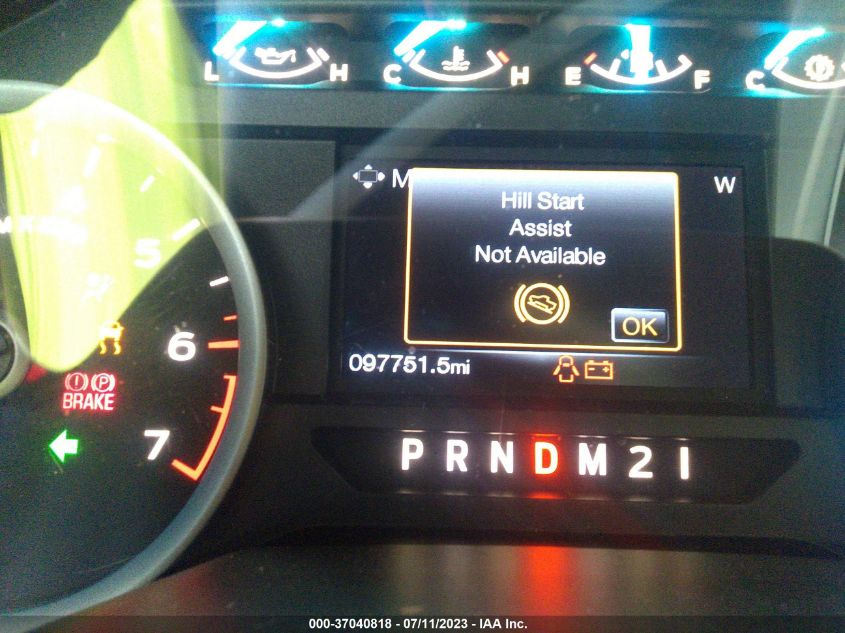 L H C H E F C
M W
Hill Start
Assist
Not Available
OK
5
6
097751.5mi
BRAKE
7
P R N D M 2 1
000-37040818 - 07/11/2023 - IAA Inc.